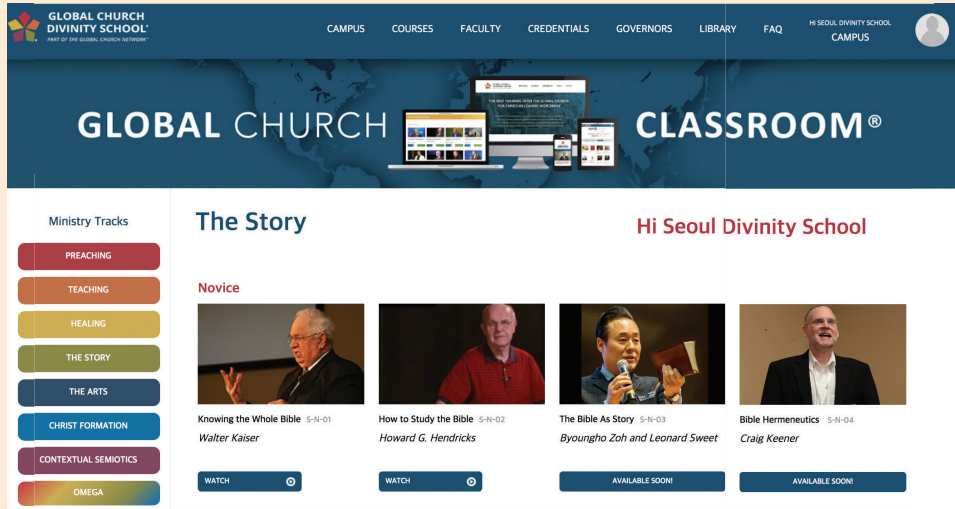 GLOBAL CHURCH
DIVINITY SCHOOL®
PART OF THE GLOBAL CHURCH NETWORK®
CAMPUS
COURSES
FACULTY
CREDENTIALS
GOVERNORS
LIBRARY
FAQ
HI SEOUL DIVINITY SCHOOL
CAMPUS
GLOBAL CHURCH CLASSROOM®
Ministry Tracks
PREACHING
TEACHING
HEALING
THE STORY
THE ARTS
CHRIST FORMATION
CONTEXTUAL SEMIOTICS
OMEGA
The Story
Hi Seoul Divinity School
Novice
Knowing the Whole Bible S-N-01
Walter Kaiser
WATCH
How to Study the Bible S-N-02
Howard G. Hendricks
WATCH
The Bible As Story S-N-03
Byoungho Zoh and Leonard Sweet
AVAILABLE SOON!
Bible Hermeneutics S-N-04
Craig Keener
AVAILABLE SOON!